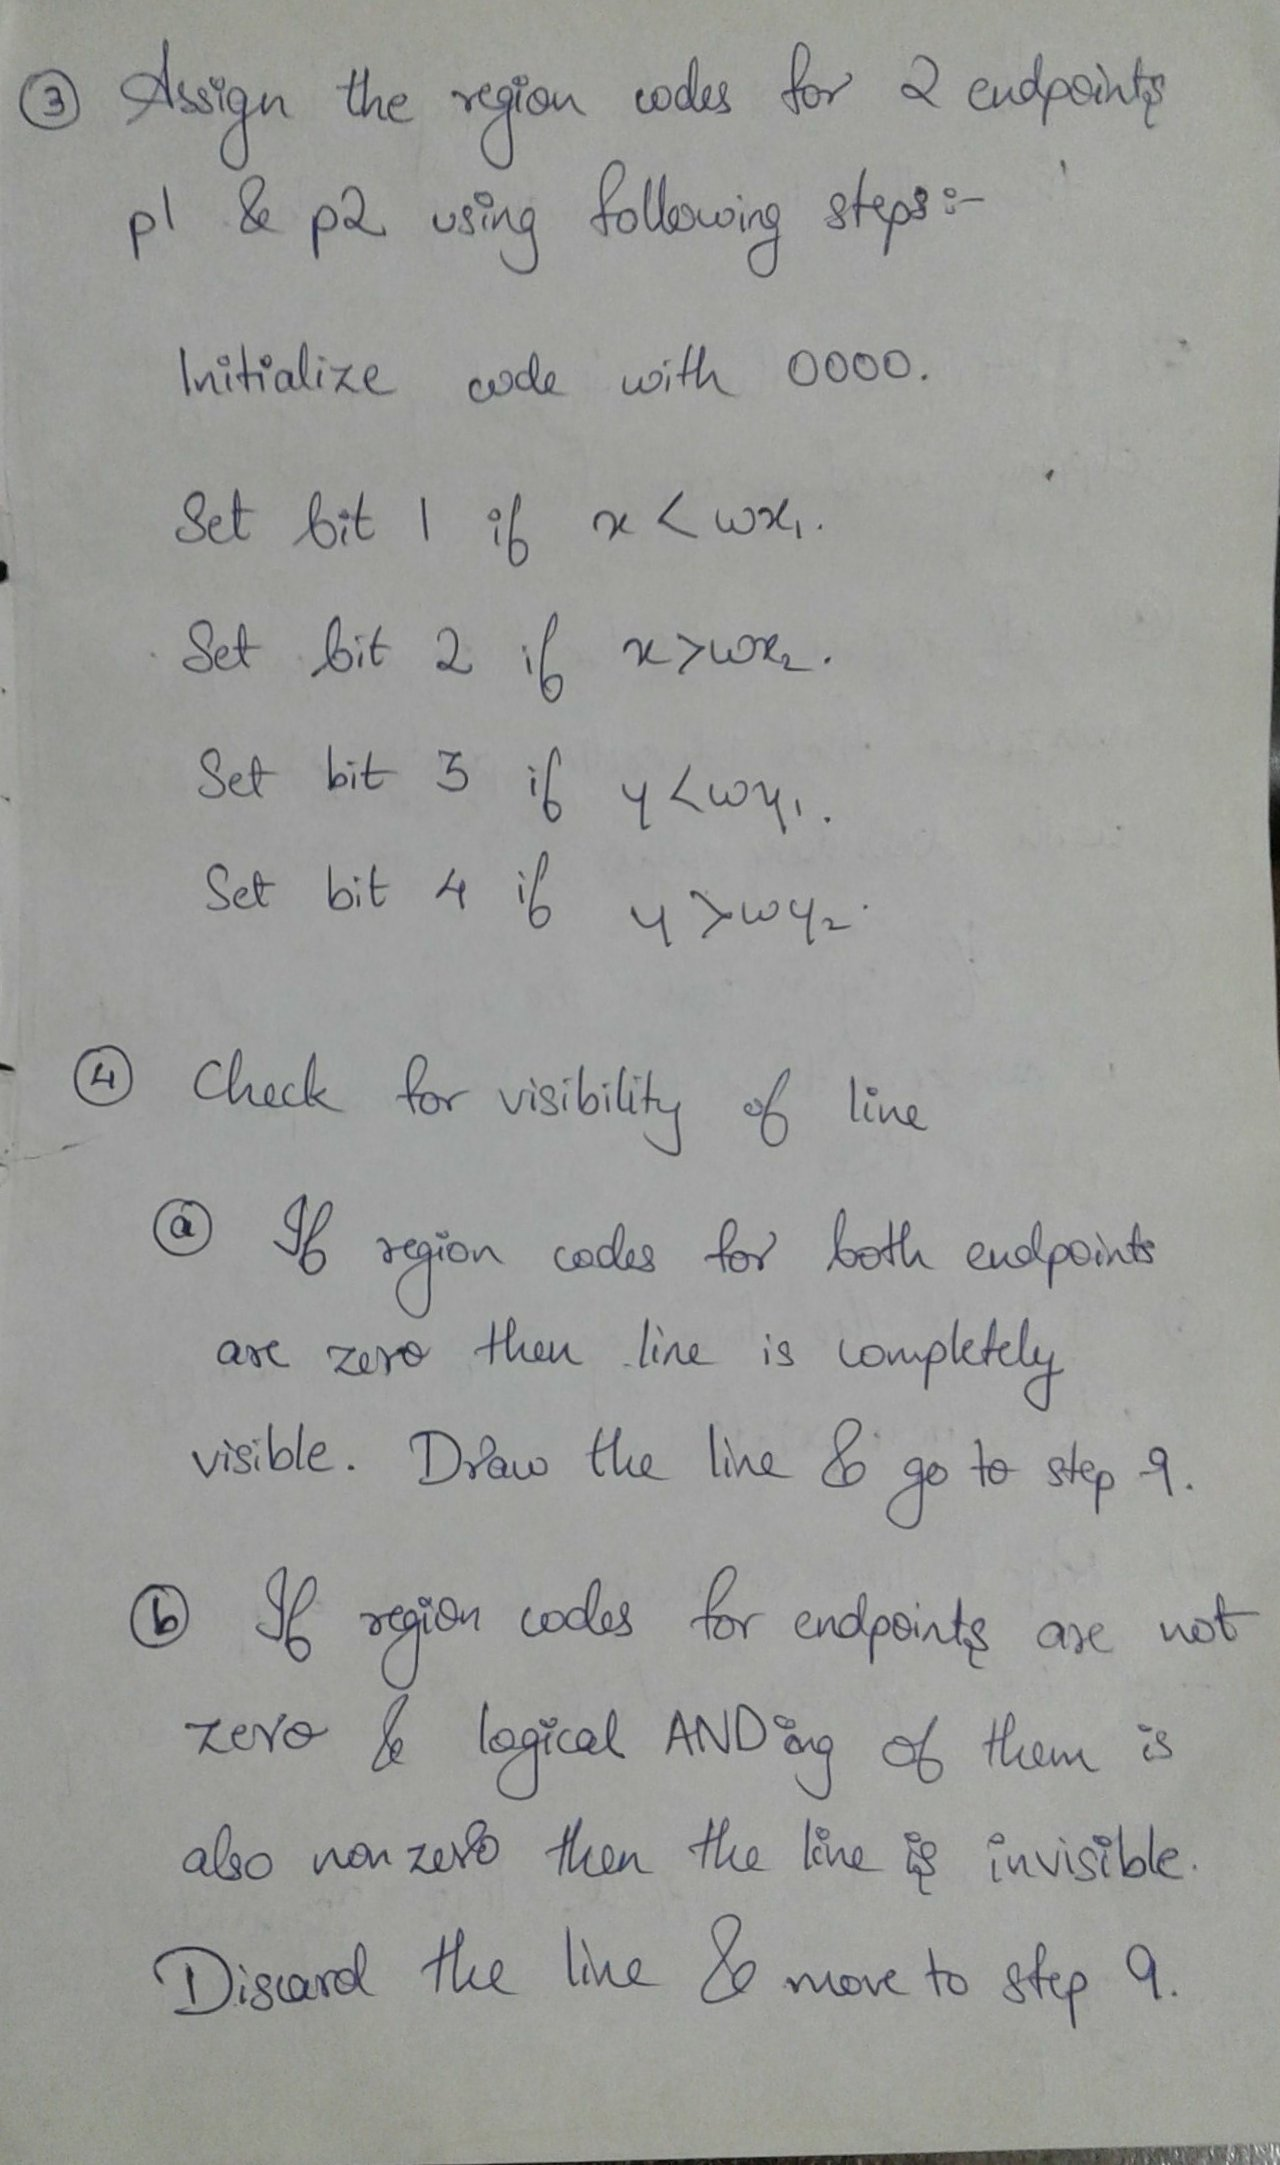 ③ Assign the region codes for 2 endpoints
p1 & p2 using following steps:-
Initialize code with 0000.
Set bit 1 if x < wx₁.
Set bit 2 if x > wx₂.
Set bit 3 if y < wy₁.
Set bit 4 if y > wy₂.
④ Check for visibility of line
ⓐ If region codes for both endpoints
are zero then line is completely
visible. Draw the line & go to step 9.
ⓑ If region codes for endpoints are not
zero & logical ANDing of them is
also nonzero then the line is invisible.
Discard the line & move to step 9.